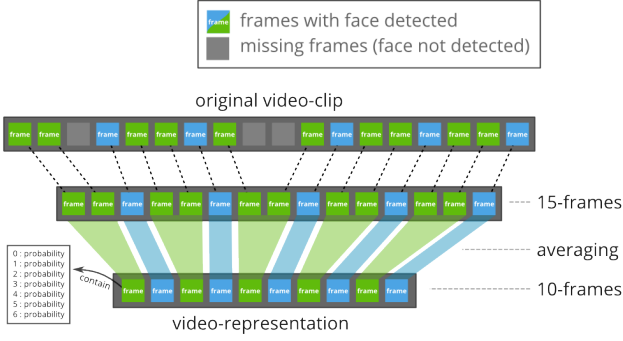 frame frames with face detected
missing frames (face not detected)
original video-clip
frame frame frame frame frame frame frame frame frame frame frame frame frame frame frame
frame frame frame frame frame frame frame frame frame frame frame frame frame frame frame 15-frames
averaging
0 : probability
1 : probability
2 : probability
3 : probability
4 : probability
5 : probability
6 : probability
contain
frame frame frame frame frame frame frame frame frame frame 10-frames
video-representation